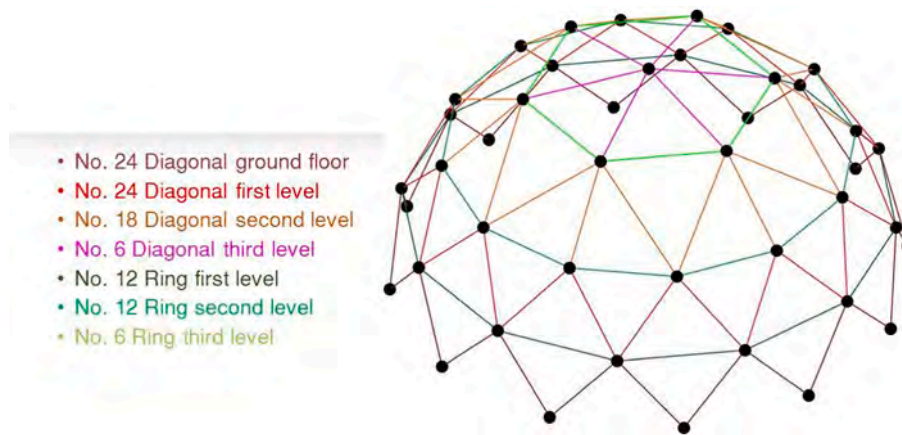 • No. 24 Diagonal ground floor
• No. 24 Diagonal first level
• No. 18 Diagonal second level
• No. 6 Diagonal third level
• No. 12 Ring first level
• No. 12 Ring second level
• No. 6 Ring third level